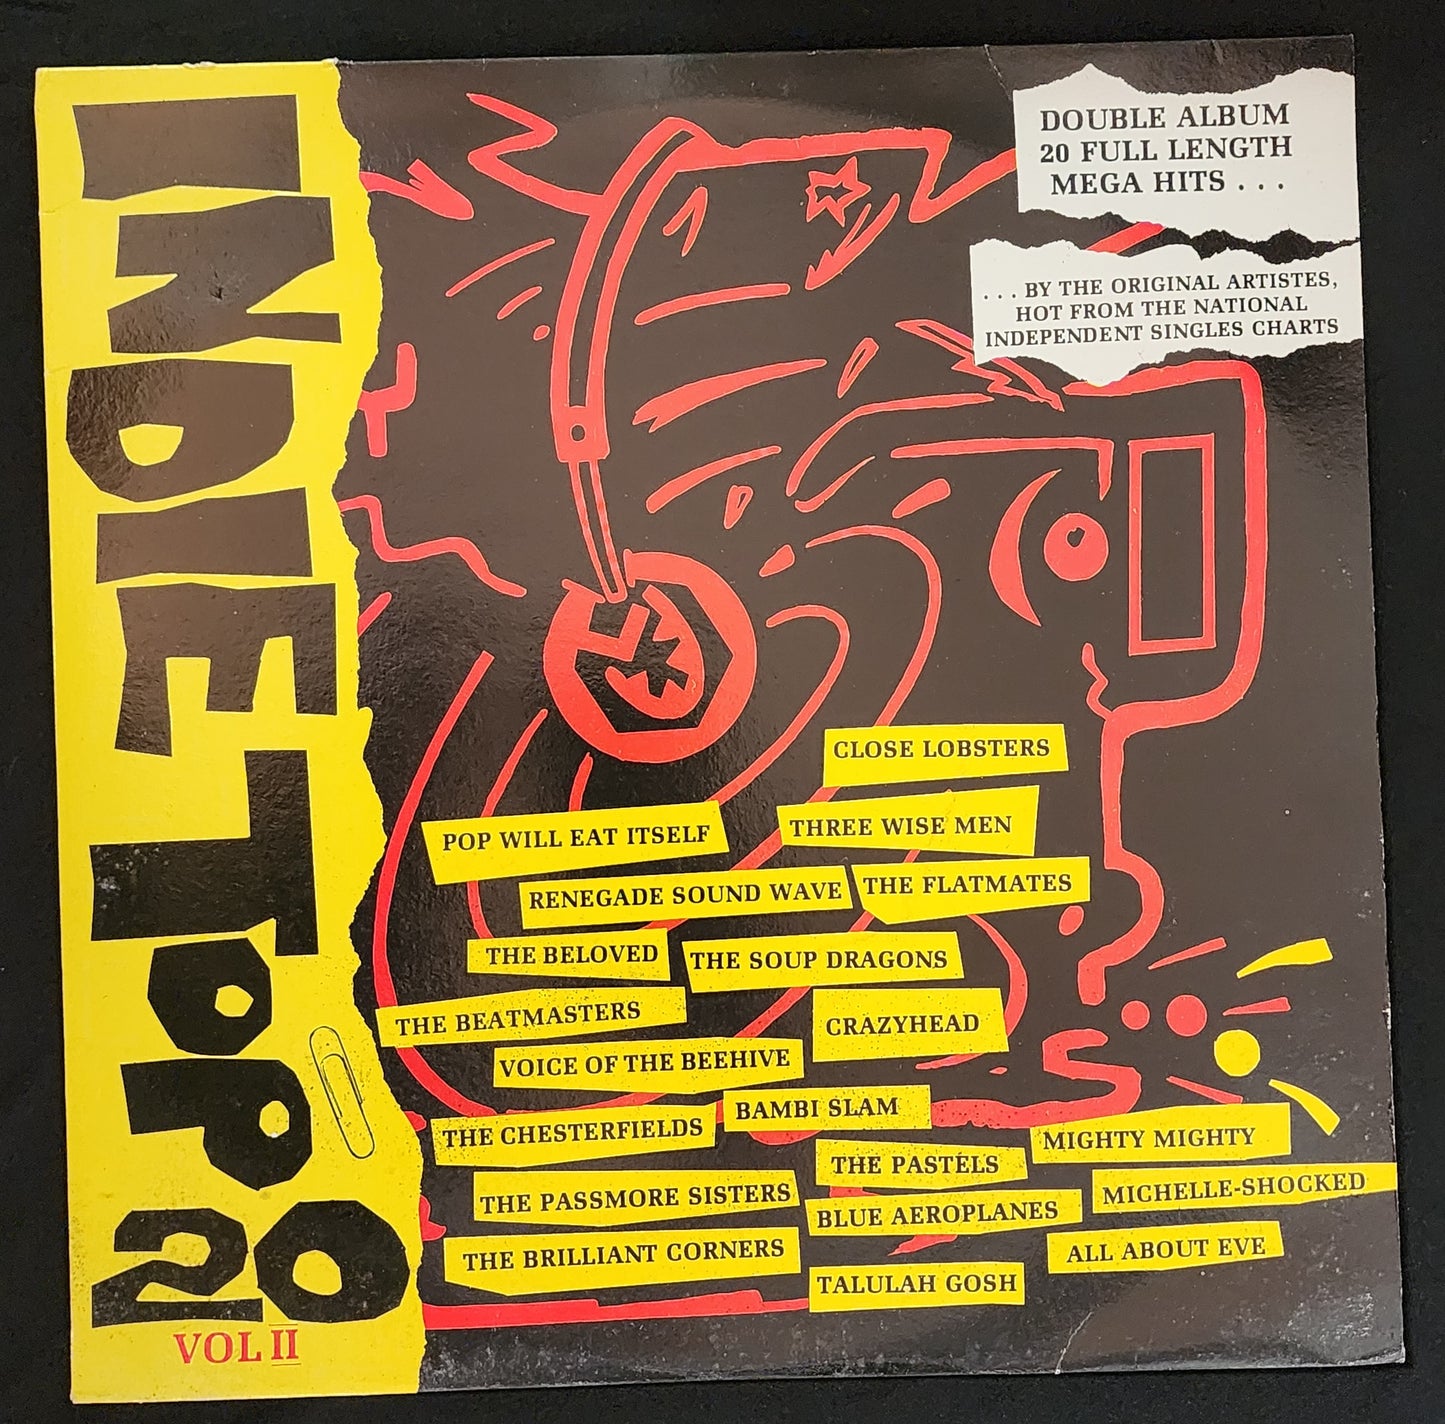 INDIE TOP 20
VOL II
DOUBLE ALBUM
20 FULL LENGTH
MEGA HITS . . .
. . . BY THE ORIGINAL ARTISTES,
HOT FROM THE NATIONAL
INDEPENDENT SINGLES CHARTS
CLOSE LOBSTERS
POP WILL EAT ITSELF
THREE WISE MEN
RENEGADE SOUND WAVE
THE FLATMATES
THE BELOVED
THE SOUP DRAGONS
THE BEATMASTERS
CRAZYHEAD
VOICE OF THE BEEHIVE
BAMBI SLAM
THE CHESTERFIELDS
MIGHTY MIGHTY
THE PASTELS
THE PASSMORE SISTERS
MICHELLE-SHOCKED
BLUE AEROPLANES
THE BRILLIANT CORNERS
ALL ABOUT EVE
TALULAH GOSH